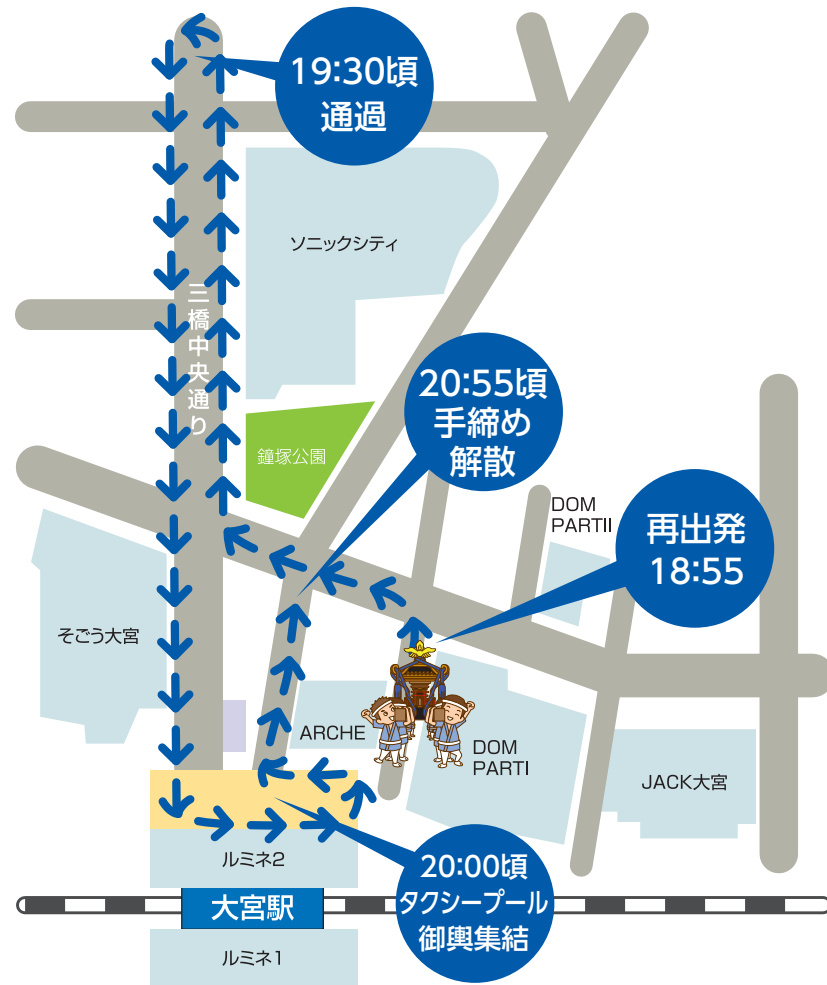 19:30頃
通過
ソニックシティ
三橋中央通り
20:55頃
手締め
解散
鐘塚公園
DOM
PARTII
再出発
18:55
そごう大宮
ARCHE
DOM
PARTI
JACK大宮
ルミネ2
20:00頃
タクシープール
御輿集結
大宮駅
ルミネ1